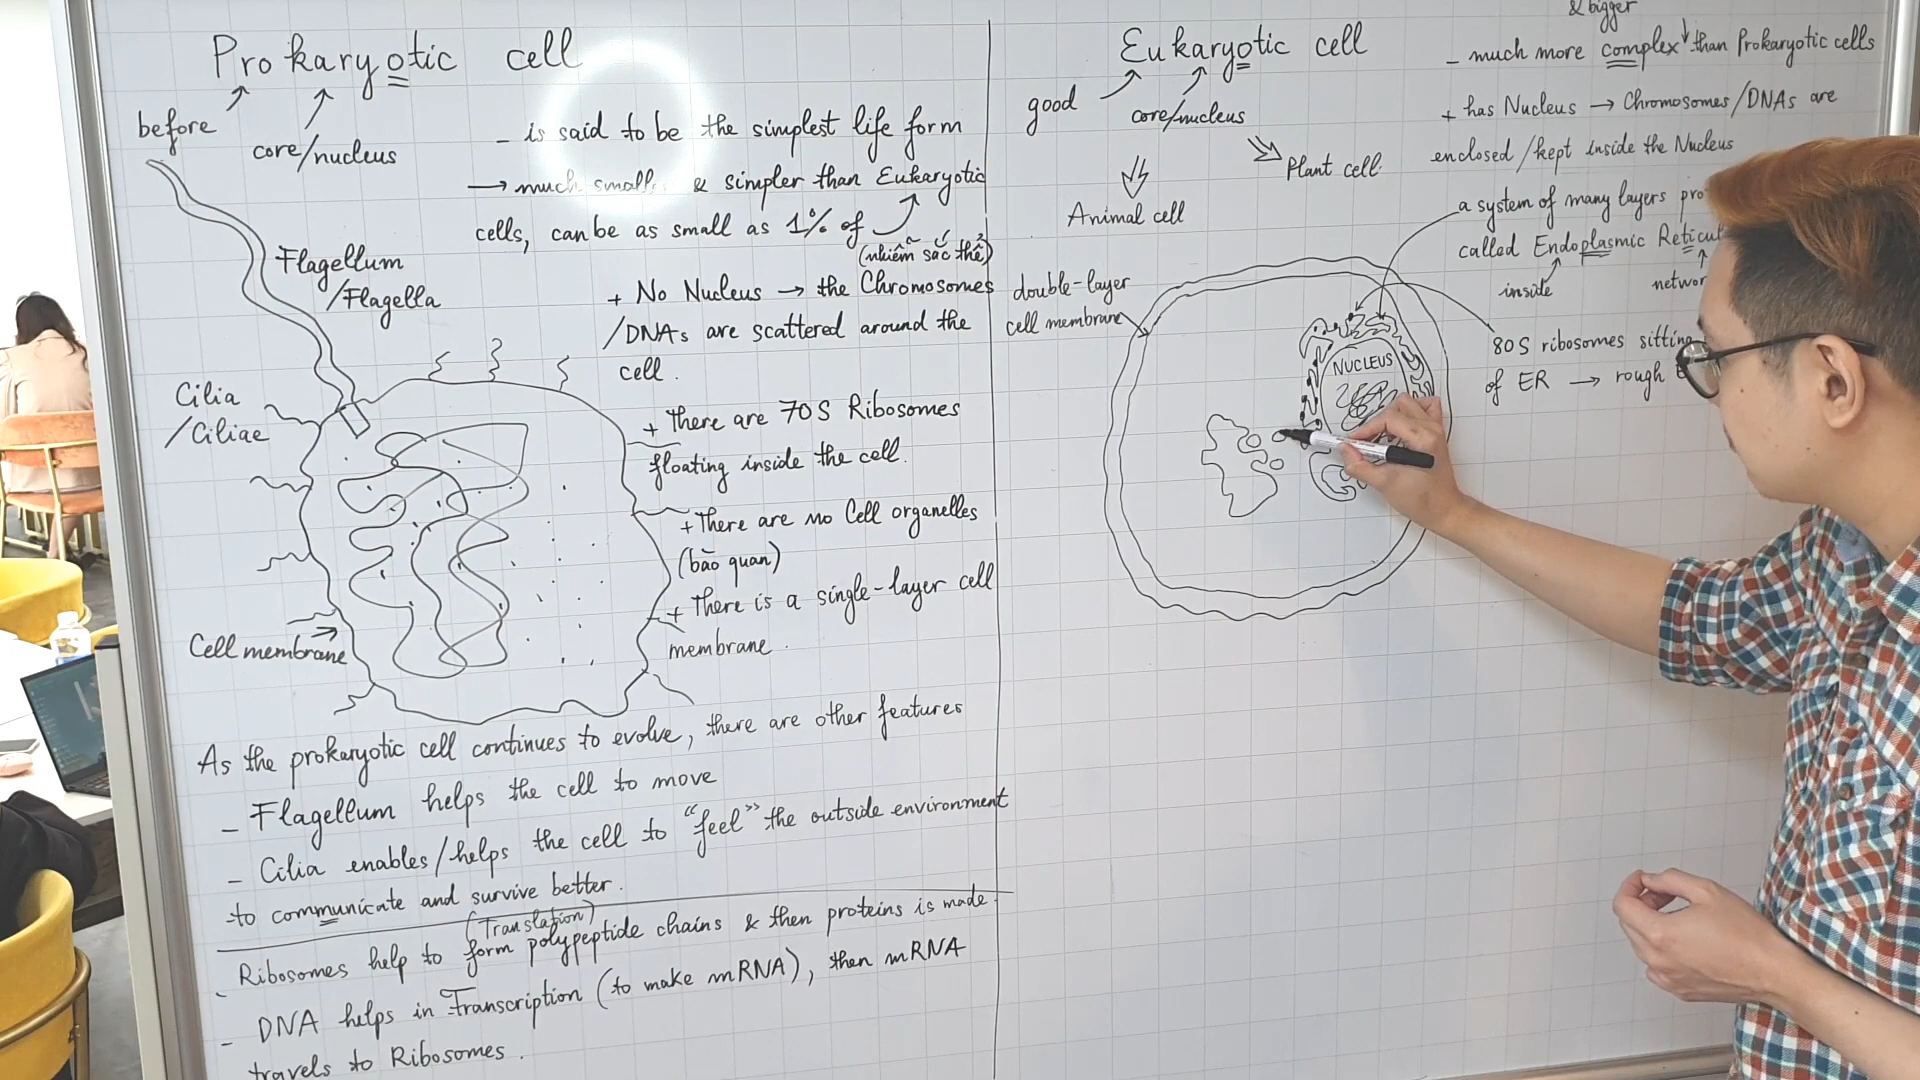 Prokaryotic cell
before
core/nucleus
- is said to be the simplest life form
→ much & simpler than Eukaryotic
cells, can be as small as 1% of
(nhiễm sắc thể)
Flagellum
/Flagella
+ No Nucleus → the Chromosomes
/DNAs are scattered around the
cell.
Cilia
/Ciliae
+ There are 70S Ribosomes
floating inside the cell.
+ There are no Cell organelles
(bào quan)
+ There is a single-layer cell
membrane.
Cell membrane
As the prokaryotic cell continues to evolve, there are other features
- Flagellum helps the cell to move
- Cilia enables/helps the cell to "feel" the outside environment
to communicate and survive better.
(Translation)
- Ribosomes help to form polypeptide chains & then proteins is made.
- DNA helps in Transcription (to make mRNA), then mRNA
travels to Ribosomes.
Eukaryotic cell
good
core/nucleus
Animal cell
Plant cell
& bigger
- much more complex than Prokaryotic cells
+ has Nucleus → Chromosomes/DNAs are
enclosed/kept inside the Nucleus
a system of many layers
called Endoplasmic
inside
double-layer
cell membrane
NUCLEUS
80S ribosomes sitting
of ER → rough